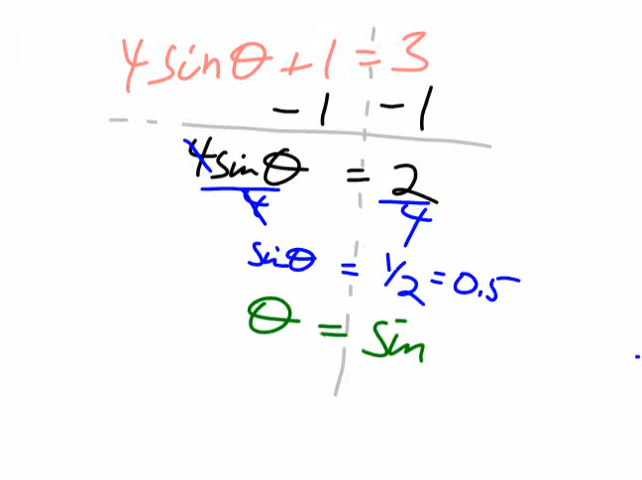 4sinθ + 1 = 3
- 1 - 1
4sinθ = 2
4 4
sinθ = 1/2 = 0.5
θ = sin